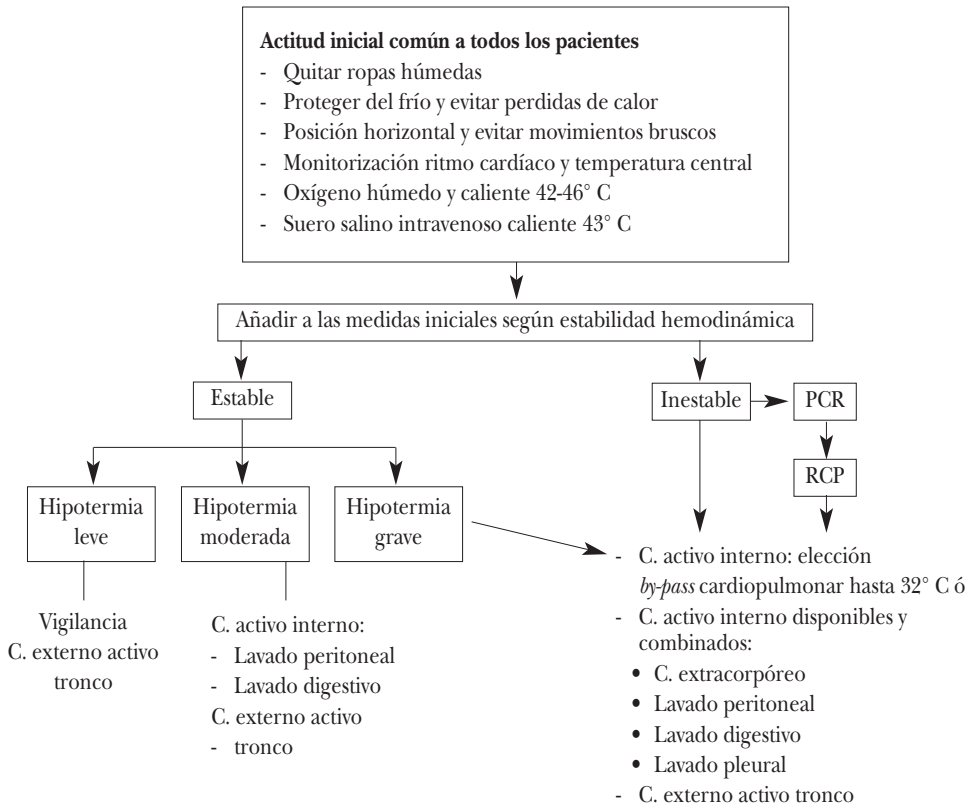 Actitud inicial común a todos los pacientes
- Quitar ropas húmedas
- Proteger del frío y evitar perdidas de calor
- Posición horizontal y evitar movimientos bruscos
- Monitorización ritmo cardíaco y temperatura central
- Oxígeno húmedo y caliente 42-46° C
- Suero salino intravenoso caliente 43° C
Añadir a las medidas iniciales según estabilidad hemodinámica
Estable
Inestable
PCR
RCP
Hipotermia
leve
Hipotermia
moderada
Hipotermia
grave
Vigilancia
C. externo activo
tronco
C. activo interno:
- Lavado peritoneal
- Lavado digestivo
C. externo activo
- tronco
- C. activo interno: elección
by-pass cardiopulmonar hasta 32° C ó
- C. activo interno disponibles y
combinados:
• C. extracorpóreo
• Lavado peritoneal
• Lavado digestivo
• Lavado pleural
- C. externo activo tronco